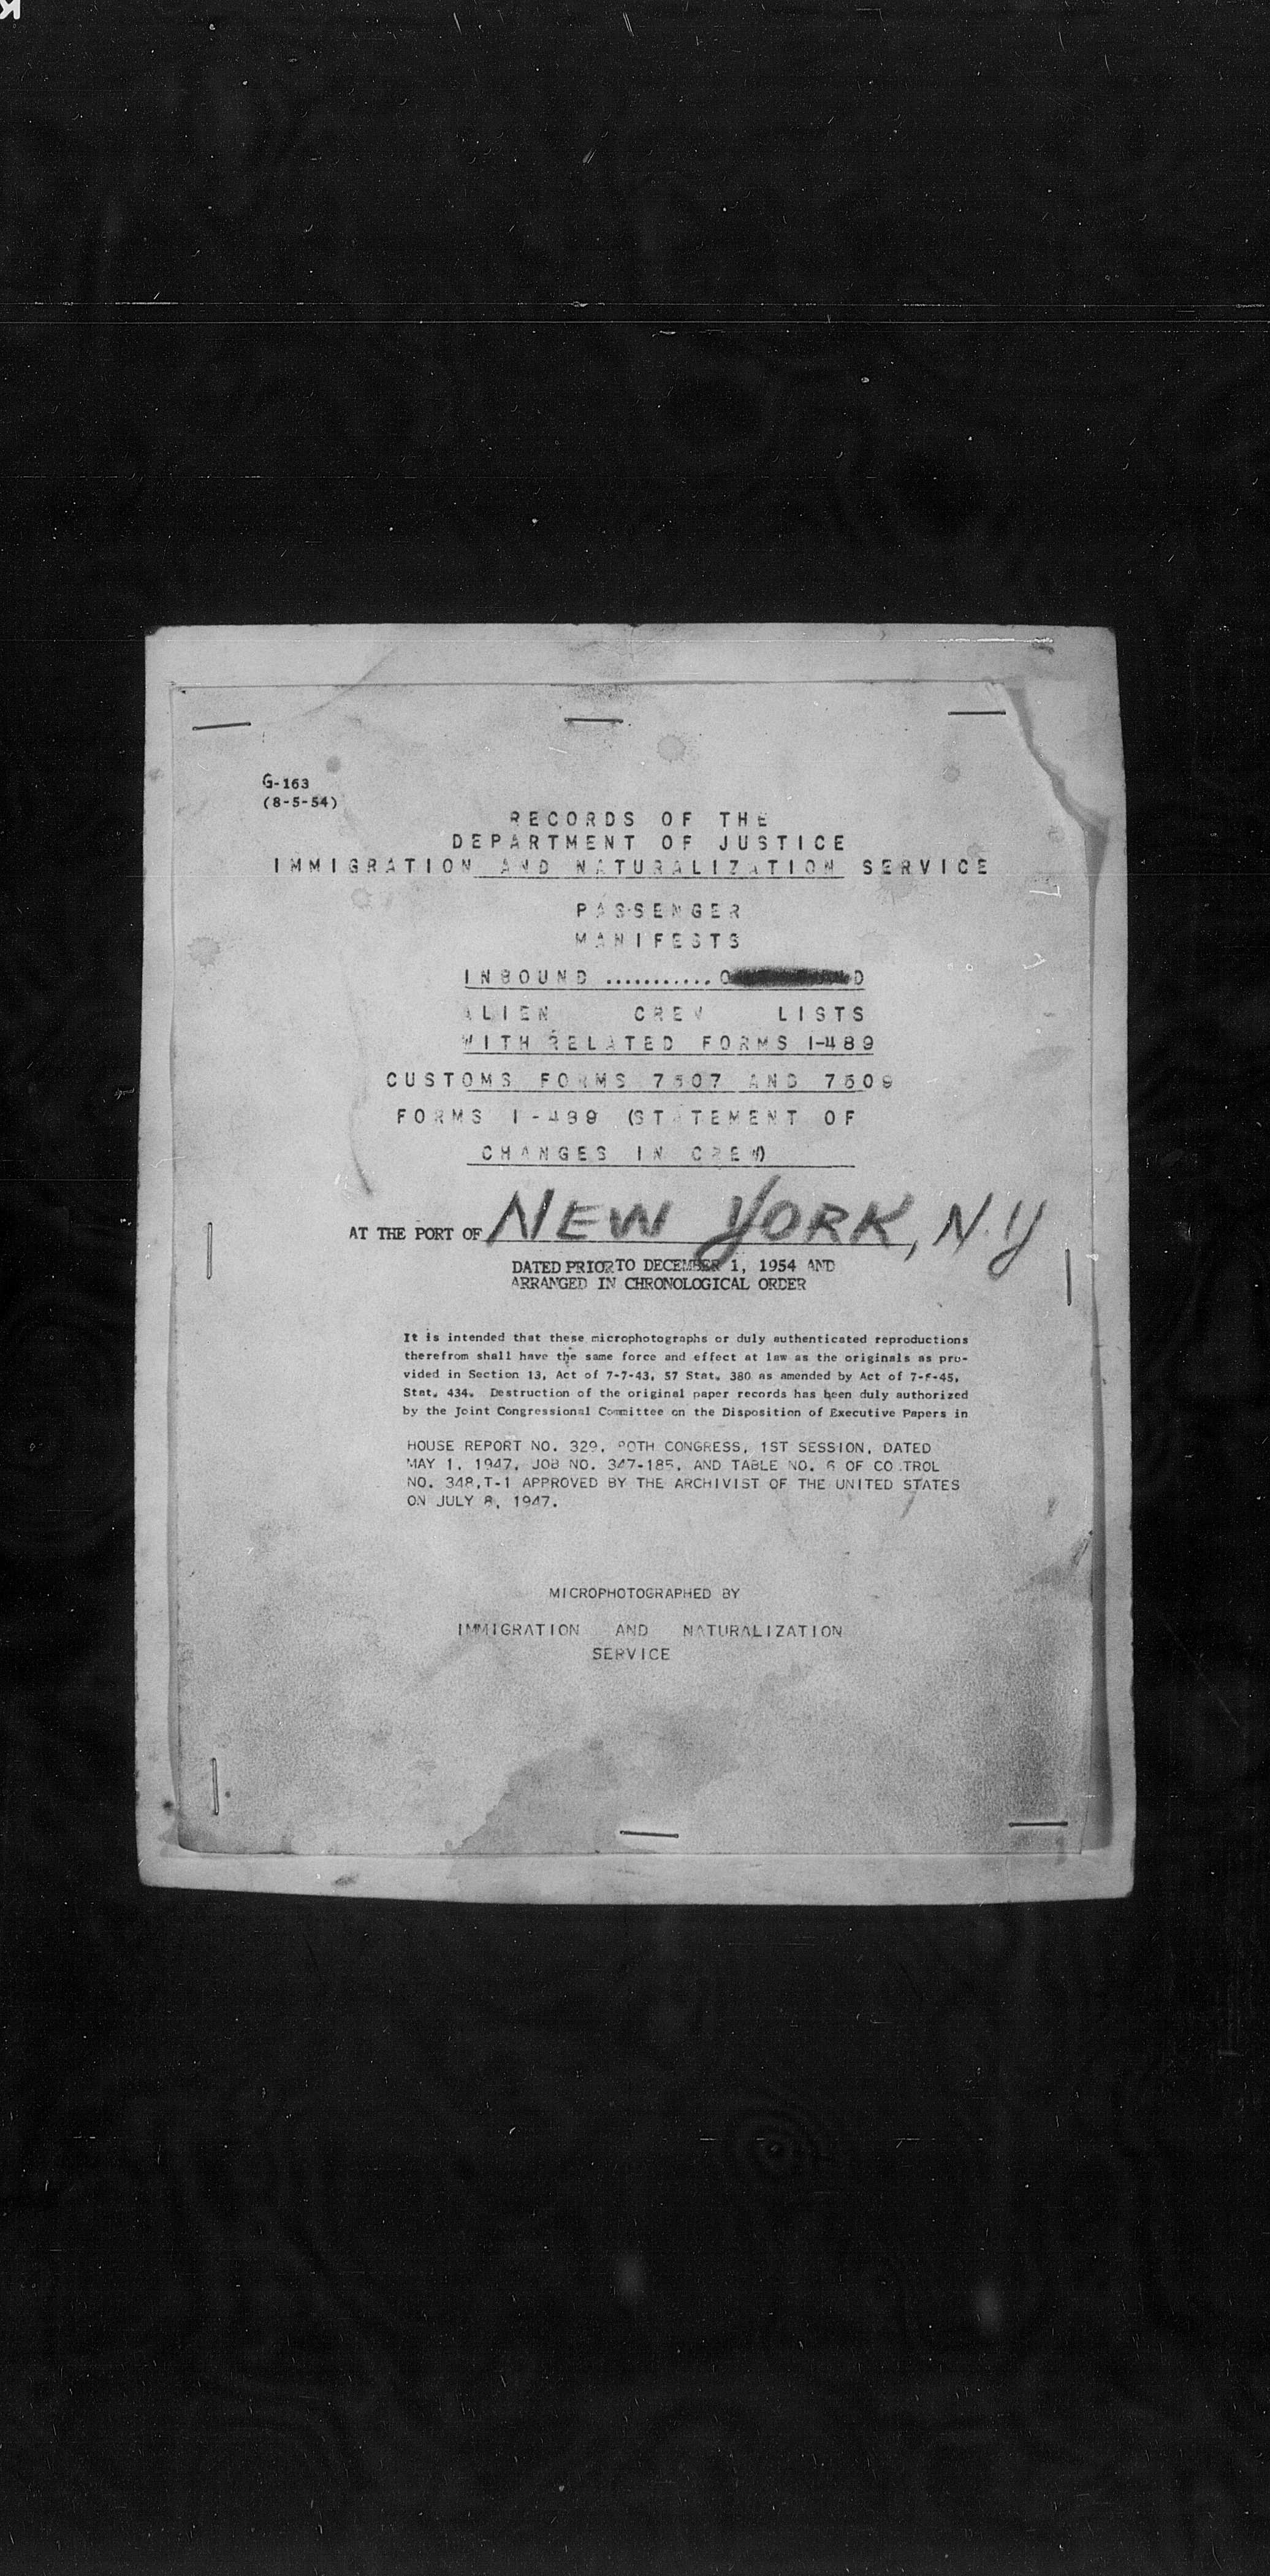 G-163
(8-5-54)
RECORDS OF THE
DEPARTMENT OF JUSTICE
IMMIGRATION AND NATURALIZATION SERVICE
PASSENGER
MANIFESTS
INBOUND ...........
ALIEN CREW LISTS
WITH RELATED FORMS I-489
CUSTOMS FORMS 7507 AND 7509
FORMS I-489 (STATEMENT OF
CHANGES IN CREW)
AT THE PORT OF NEW YORK, N.Y
DATED PRIOR TO DECEMBER 1, 1954 AND
ARRANGED IN CHRONOLOGICAL ORDER
It is intended that these microphotographs or duly authenticated reproductions
therefrom shall have the same force and effect at law as the originals as pro-
vided in Section 13, Act of 7-7-43, 57 Stat. 380 as amended by Act of
Stat. 434. Destruction of the original paper records has been duly authorized
by the Joint Congressional Committee on the Disposition of Executive Papers in
HOUSE REPORT NO. 329, 80TH CONGRESS, 1ST SESSION, DATED
MAY 1, 1947, JOB NO. 347-185, AND TABLE NO. 6 OF CO TROL
NO. 348,T-1 APPROVED BY THE ARCHIVIST OF THE UNITED STATES
ON JULY 8, 1947.
MICROPHOTOGRAPHED BY
IMMIGRATION AND NATURALIZATION
SERVICE